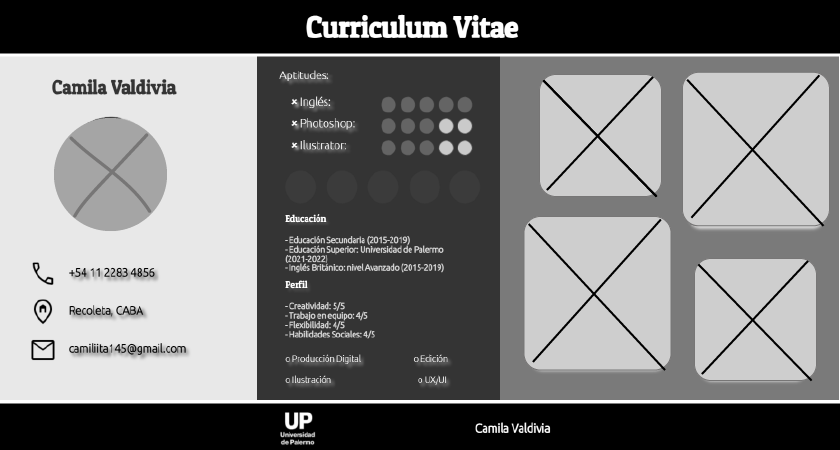 Curriculum Vitae
Camila Valdivia
+54 11 2283 4856
Recoleta, CABA
camiliita145@gmail.com
Aptitudes:
× Inglés:
× Photoshop:
× Ilustrator:
Educación
- Educación Secundaria (2015-2019)
- Educación Superior: Universidad de Palermo
(2021-2022)
- Inglés Británico: nivel Avanzado (2015-2019)
Perfil
- Creatividad: 5/5
- Trabajo en equipo: 4/5
- Flexibilidad: 4/5
- Habilidades Sociales: 4/5
o Producción Digital
o Edición
o Ilustración
o UX/UI
UP
Universidad
de Palermo
Camila Valdivia